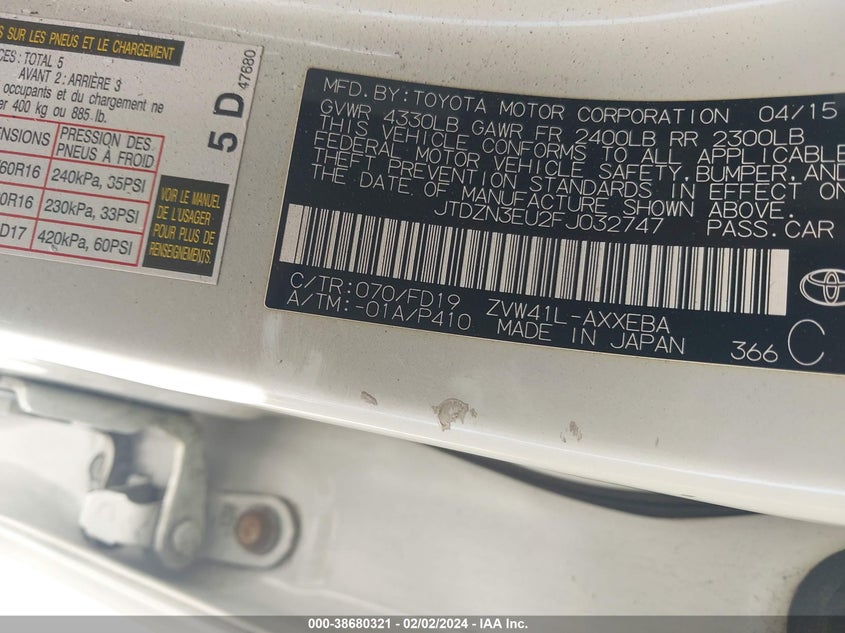 S SUR LES PNEUS ET LE CHARGEMENT
CES: TOTAL 5
AVANT 2: ARRIÈRE 3
occupants et du chargement ne
er 400 kg ou 885 lb.
ENSIONS
PRESSION DES
PNEUS À FROID
/60R16
240kPa, 35PSI
0R16
230kPa, 33PSI
D17
420kPa, 60PSI
VOIR LE MANUEL
DE L'USAGER
POUR PLUS DE
RENSEIGNEMENTS
5 D
47680
MFD. BY: TOYOTA MOTOR CORPORATION 04/15
GVWR 4330LB GAWR FR 2400LB RR 2300LB
THIS VEHICLE CONFORMS TO ALL APPLICABLE
FEDERAL MOTOR VEHICLE SAFETY, BUMPER, AND
THEFT PREVENTION STANDARDS IN EFFECT ON
THE DATE OF MANUFACTURE SHOWN ABOVE.
JTDZN3EU2FJ032747 PASS.CAR
C/TR: 070/FD19 ZVW41L-AXXEBA
A/TM: -01A/P410 MADE IN JAPAN
366 C
000-38680321 - 02/02/2024 - IAA Inc.